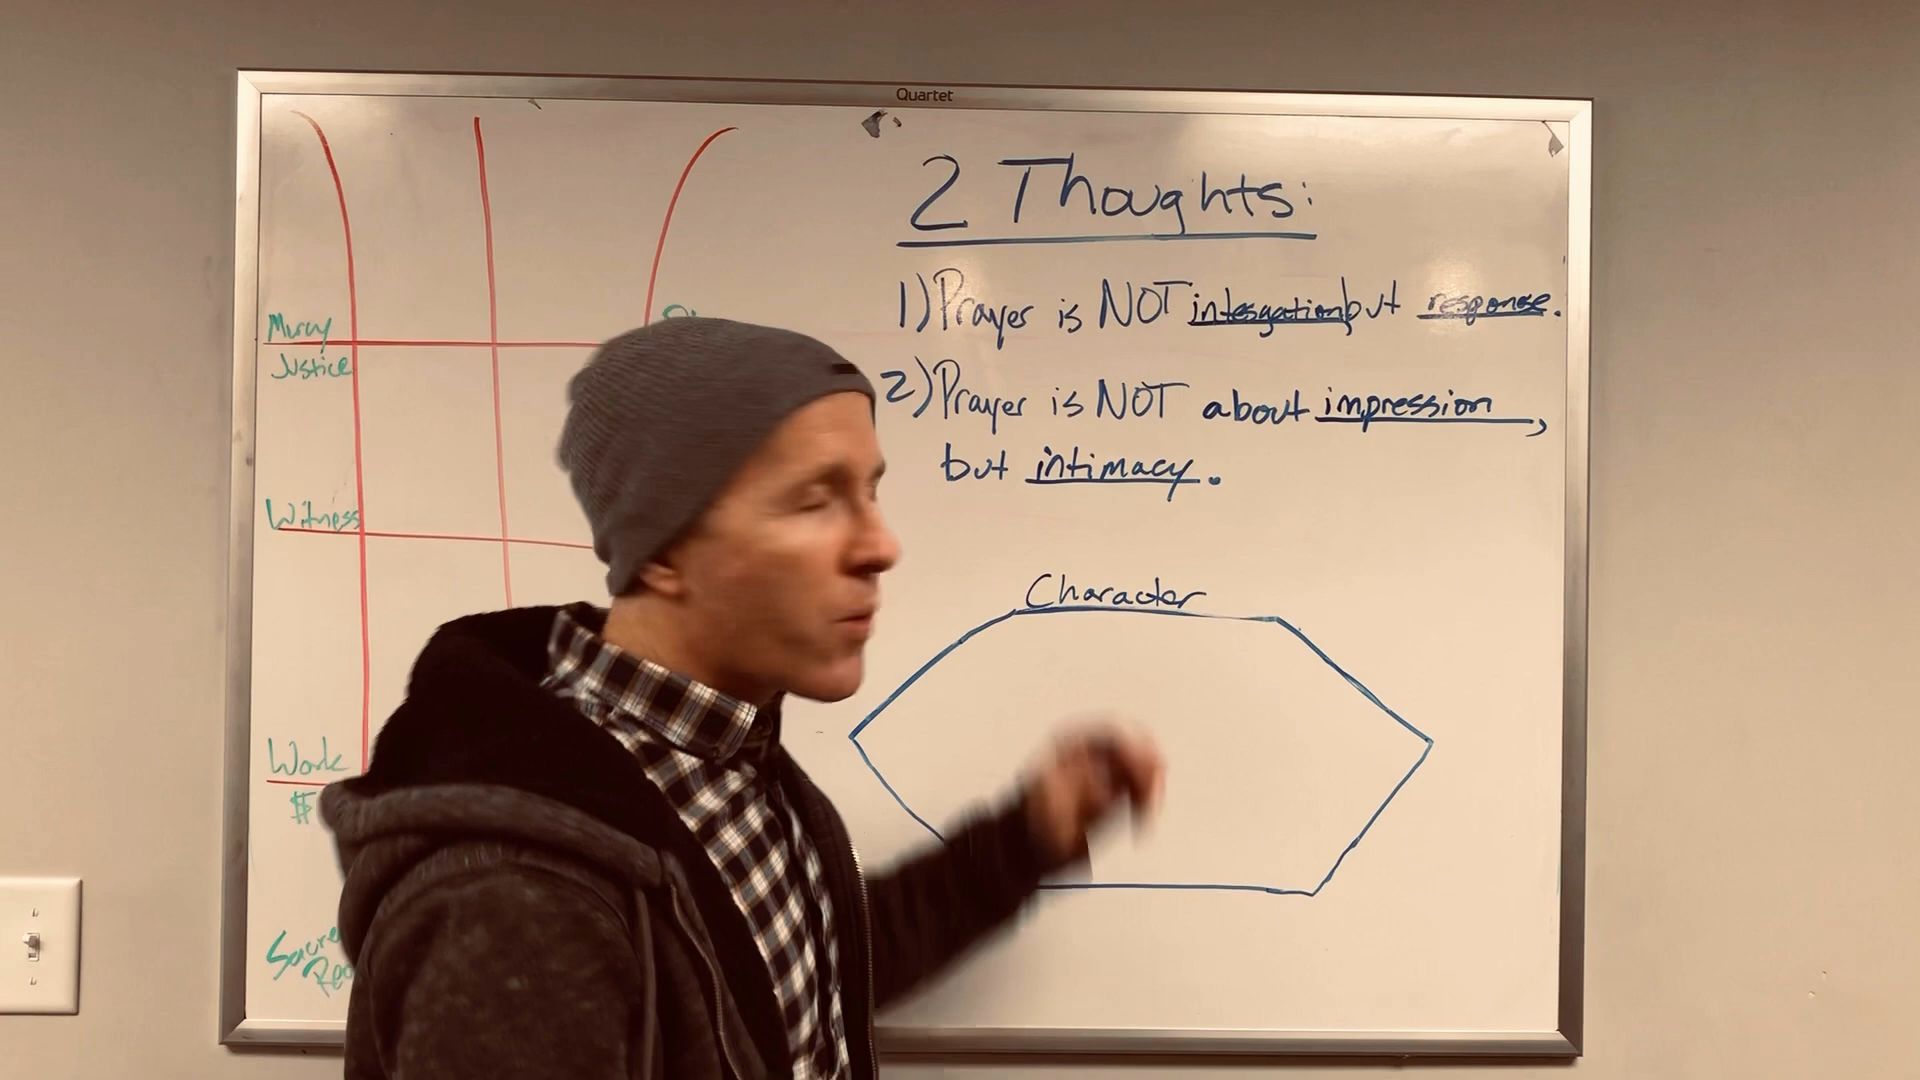 Quartet
2 Thoughts:
1) Prayer is NOT but response.
2) Prayer is NOT about impression,
but intimacy.
Character
Mercy
Justice
Witness
Work
$